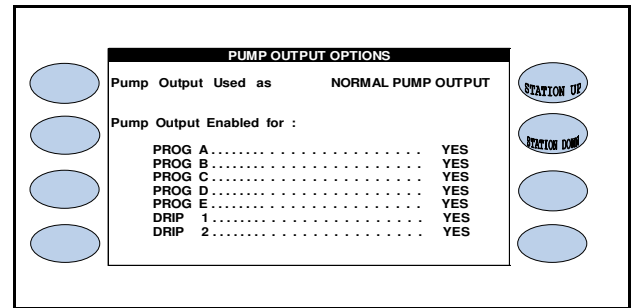 PUMP OUTPUT OPTIONS
Pump Output Used as NORMAL PUMP OUTPUT
STATION UP
Pump Output Enabled for :
STATION DOWN
PROG A........................ YES
PROG B........................ YES
PROG C........................ YES
PROG D........................ YES
PROG E........................ YES
DRIP 1........................ YES
DRIP 2........................ YES